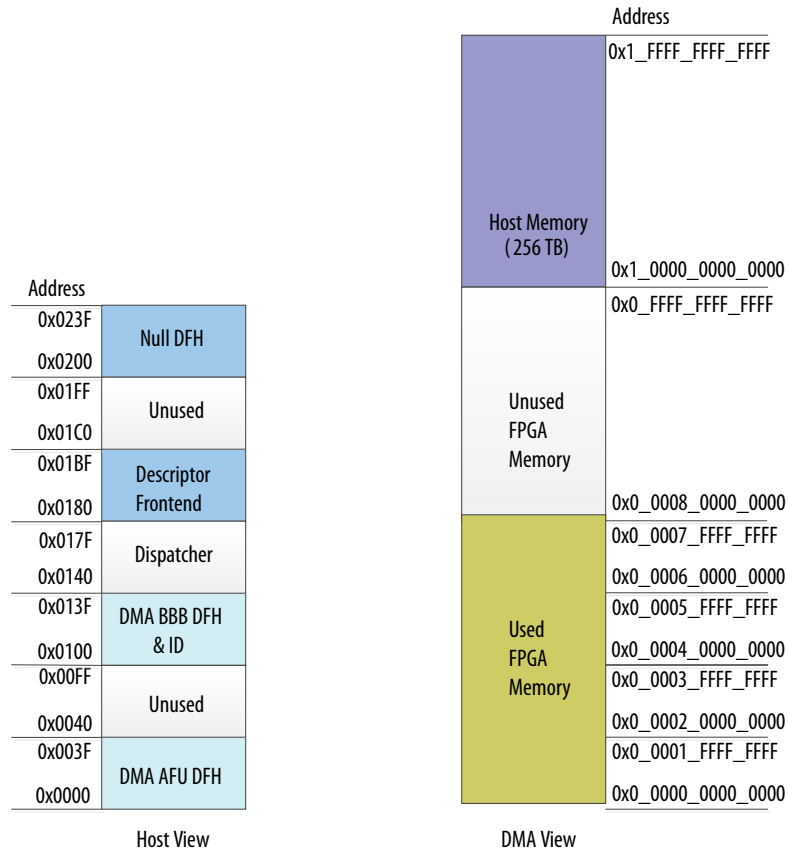 Address
0x023F
Null DFH
0x0200
0x01FF
Unused
0x01C0
0x01BF
Descriptor
Frontend
0x0180
0x017F
Dispatcher
0x0140
0x013F
DMA BBB DFH
& ID
0x0100
0x00FF
Unused
0x0040
0x003F
DMA AFU DFH
0x0000
Host View
Address
0x1_FFFF_FFFF_FFFF
Host Memory
( 256 TB)
0x1_0000_0000_0000
0x0_FFFF_FFFF_FFFF
Unused
FPGA
Memory
0x0_0008_0000_0000
0x0_0007_FFFF_FFFF
0x0_0006_0000_0000
0x0_0005_FFFF_FFFF
Used
FPGA
Memory
0x0_0004_0000_0000
0x0_0003_FFFF_FFFF
0x0_0002_0000_0000
0x0_0001_FFFF_FFFF
0x0_0000_0000_0000
DMA View